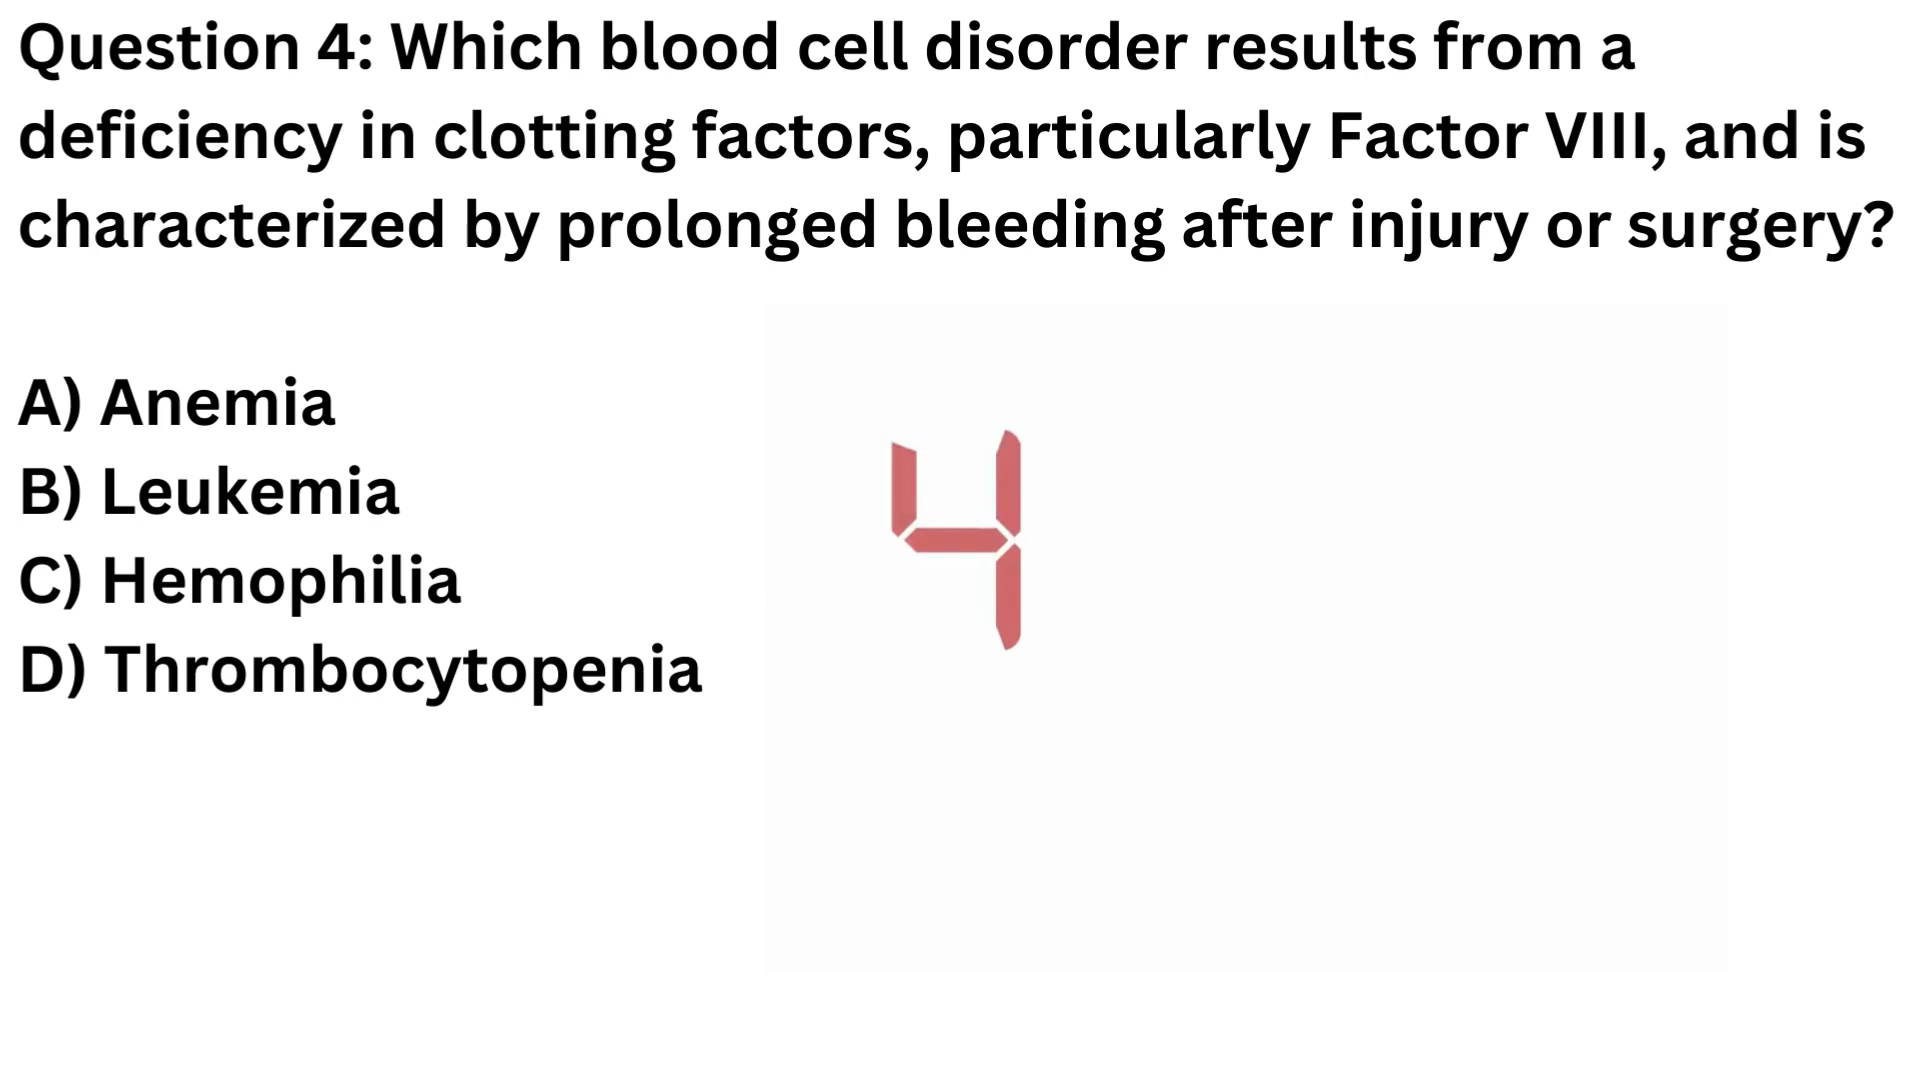 Question 4: Which blood cell disorder results from a
deficiency in clotting factors, particularly Factor VIII, and is
characterized by prolonged bleeding after injury or surgery?
A) Anemia
B) Leukemia
C) Hemophilia
D) Thrombocytopenia
4